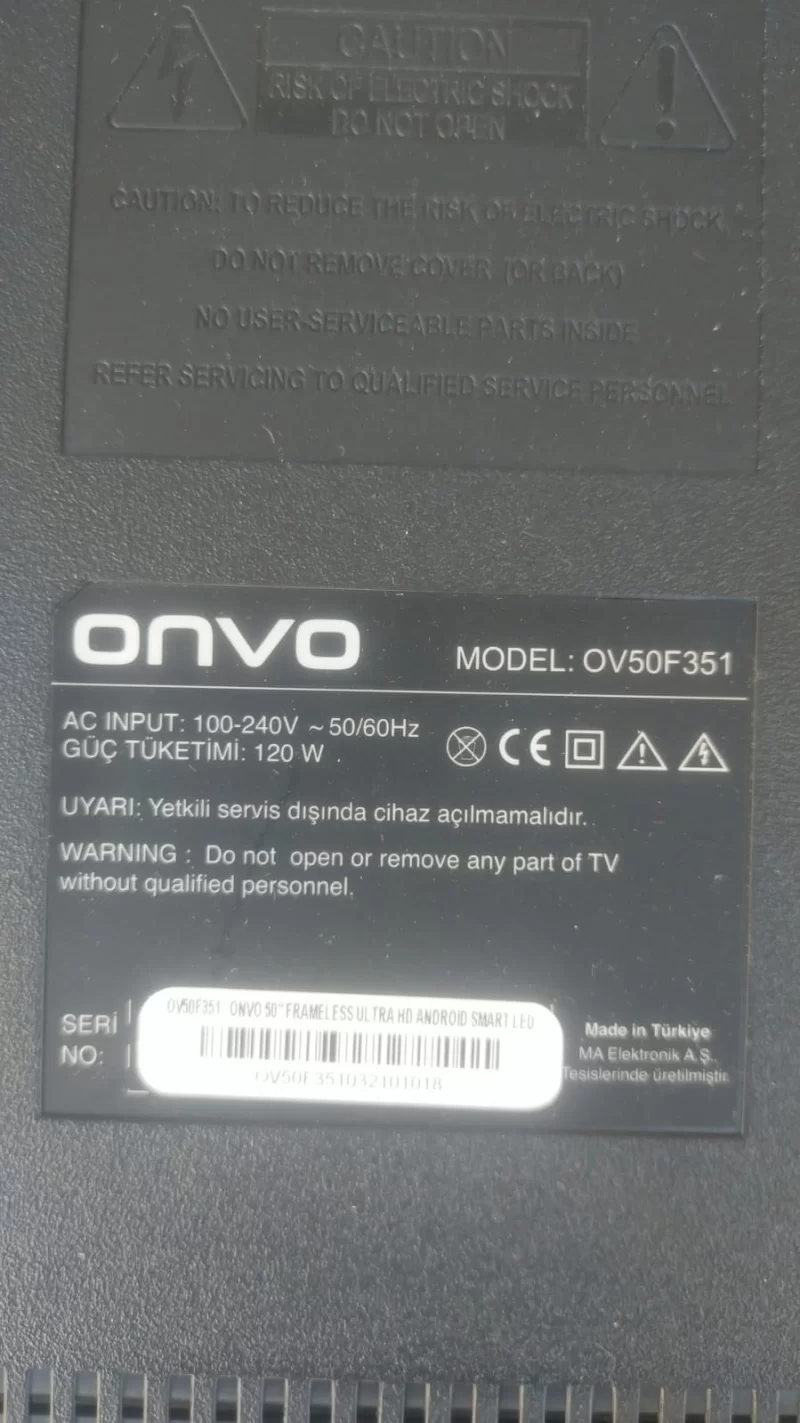 CAUTION
RISK OF ELECTRIC SHOCK
DO NOT OPEN
CAUTION: TO REDUCE THE RISK OF ELECTRIC SHOCK,
DO NOT REMOVE COVER (OR BACK)
NO USER-SERVICEABLE PARTS INSIDE
REFER SERVICING TO QUALIFIED SERVICE PERSONNEL
onvo
MODEL: OV50F351
AC INPUT: 100-240V ~ 50/60Hz
GÜÇ TÜKETİMİ: 120 W
CE
UYARI: Yetkili servis dışında cihaz açılmamalıdır.
WARNING : Do not open or remove any part of TV
without qualified personnel.
SERİ
NO:
OV50F351 ONVO 50" FRAMELESS ULTRA HD ANDROID SMART LED
OV50F351032101018
Made in Türkiye
MA Elektronik A.Ş.
Tesislerinde üretilmiştir.